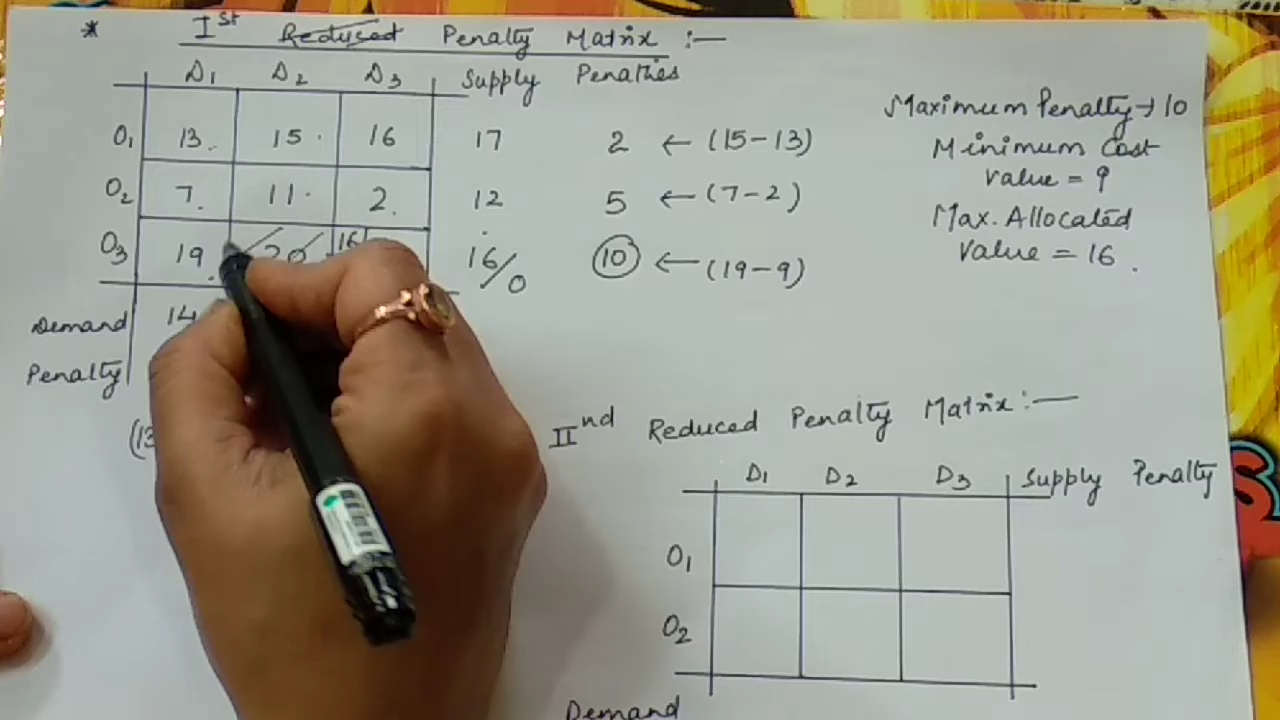 * Ist Reduced Penalty Matrix :—
D1 D2 D3 Supply Penalties
O1 13 15 16 17 2 ← (15-13)
O2 7 11 2 12 5 ← (7-2)
O3 19 20 16 16/0 10 ← (19-9)
Demand 14
Penalty
(13
Maximum Penalty → 10
Minimum Cost
value = 9
Max. Allocated
value = 16
IInd Reduced Penalty Matrix :—
D1 D2 D3 Supply Penalty
O1
O2
Demand